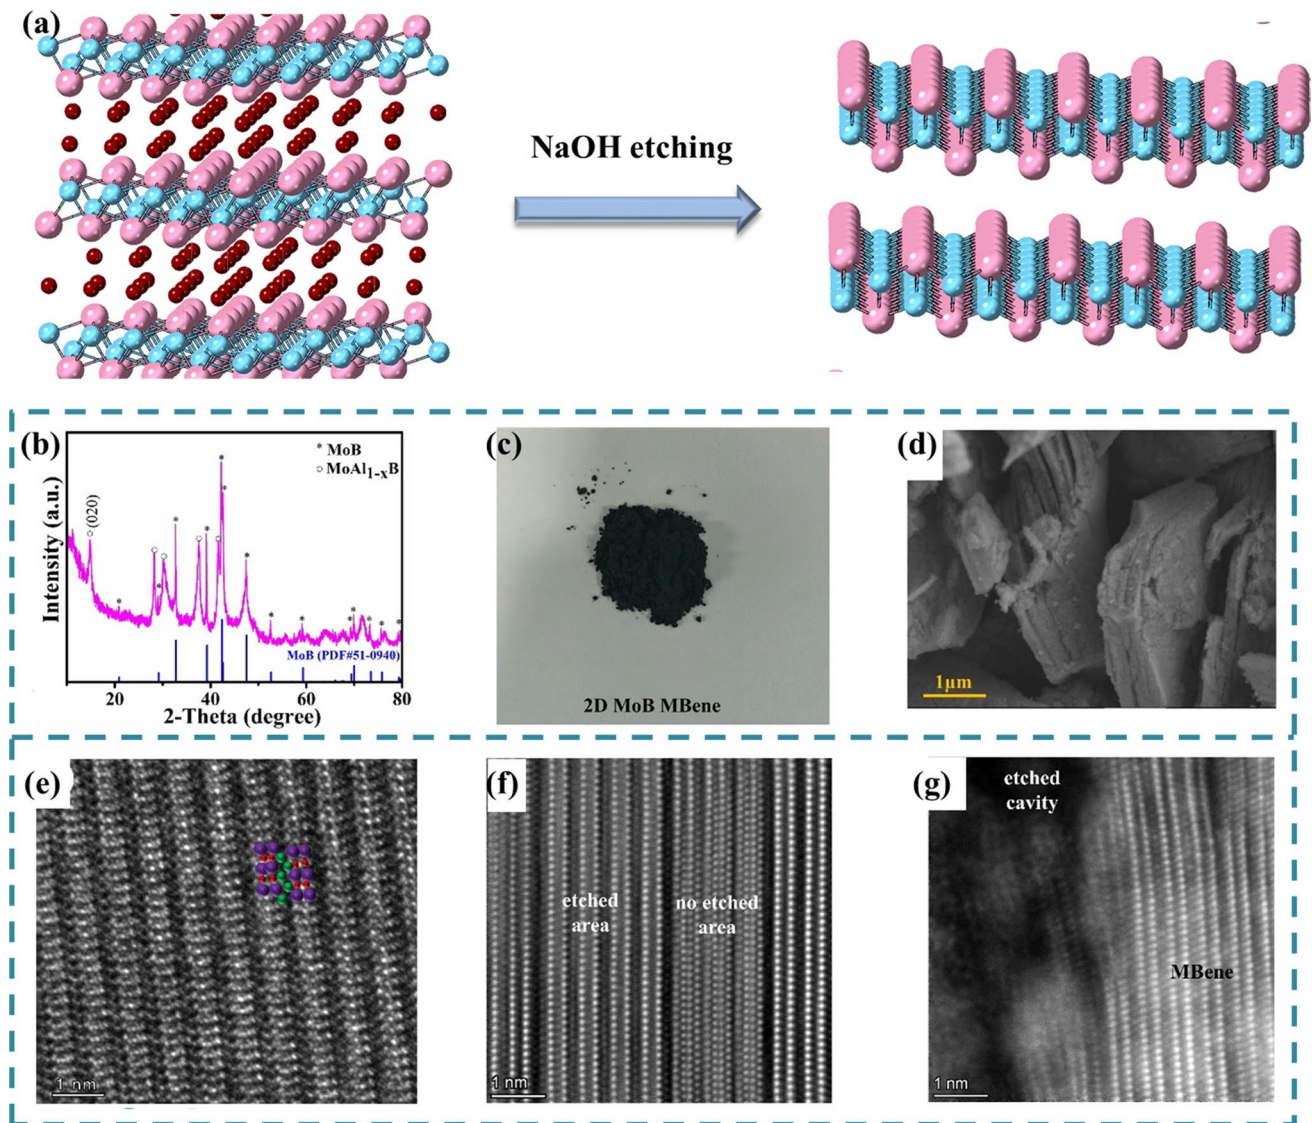 (a)
NaOH etching
(b)
* MoB
○ MoAl1-xB
Intensity (a.u.)
(020)
MoB (PDF#51-0940)
20 40 60 80
2-Theta (degree)
(c)
2D MoB MBene
(d)
1μm
(e)
1 nm
(f)
etched
area
no etched
area
1 nm
(g)
etched
cavity
MBene
1 nm